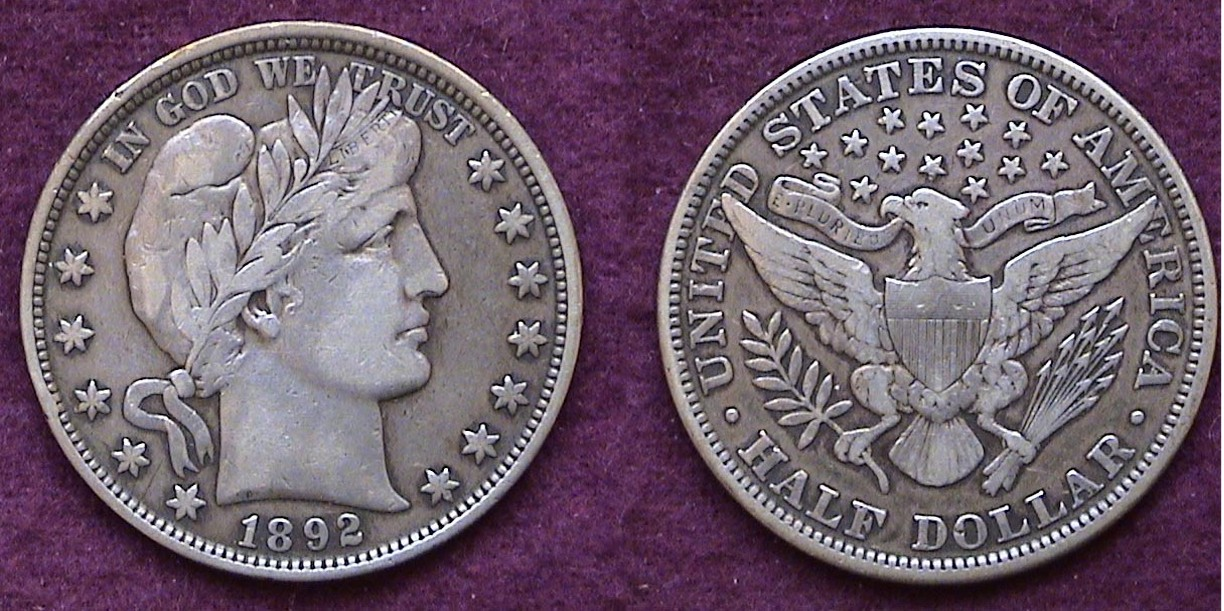 IN GOD WE TRUST
LIBERTY
1892
UNITED STATES OF AMERICA
E·PLURIBUS UNUM
· HALF DOLLAR ·